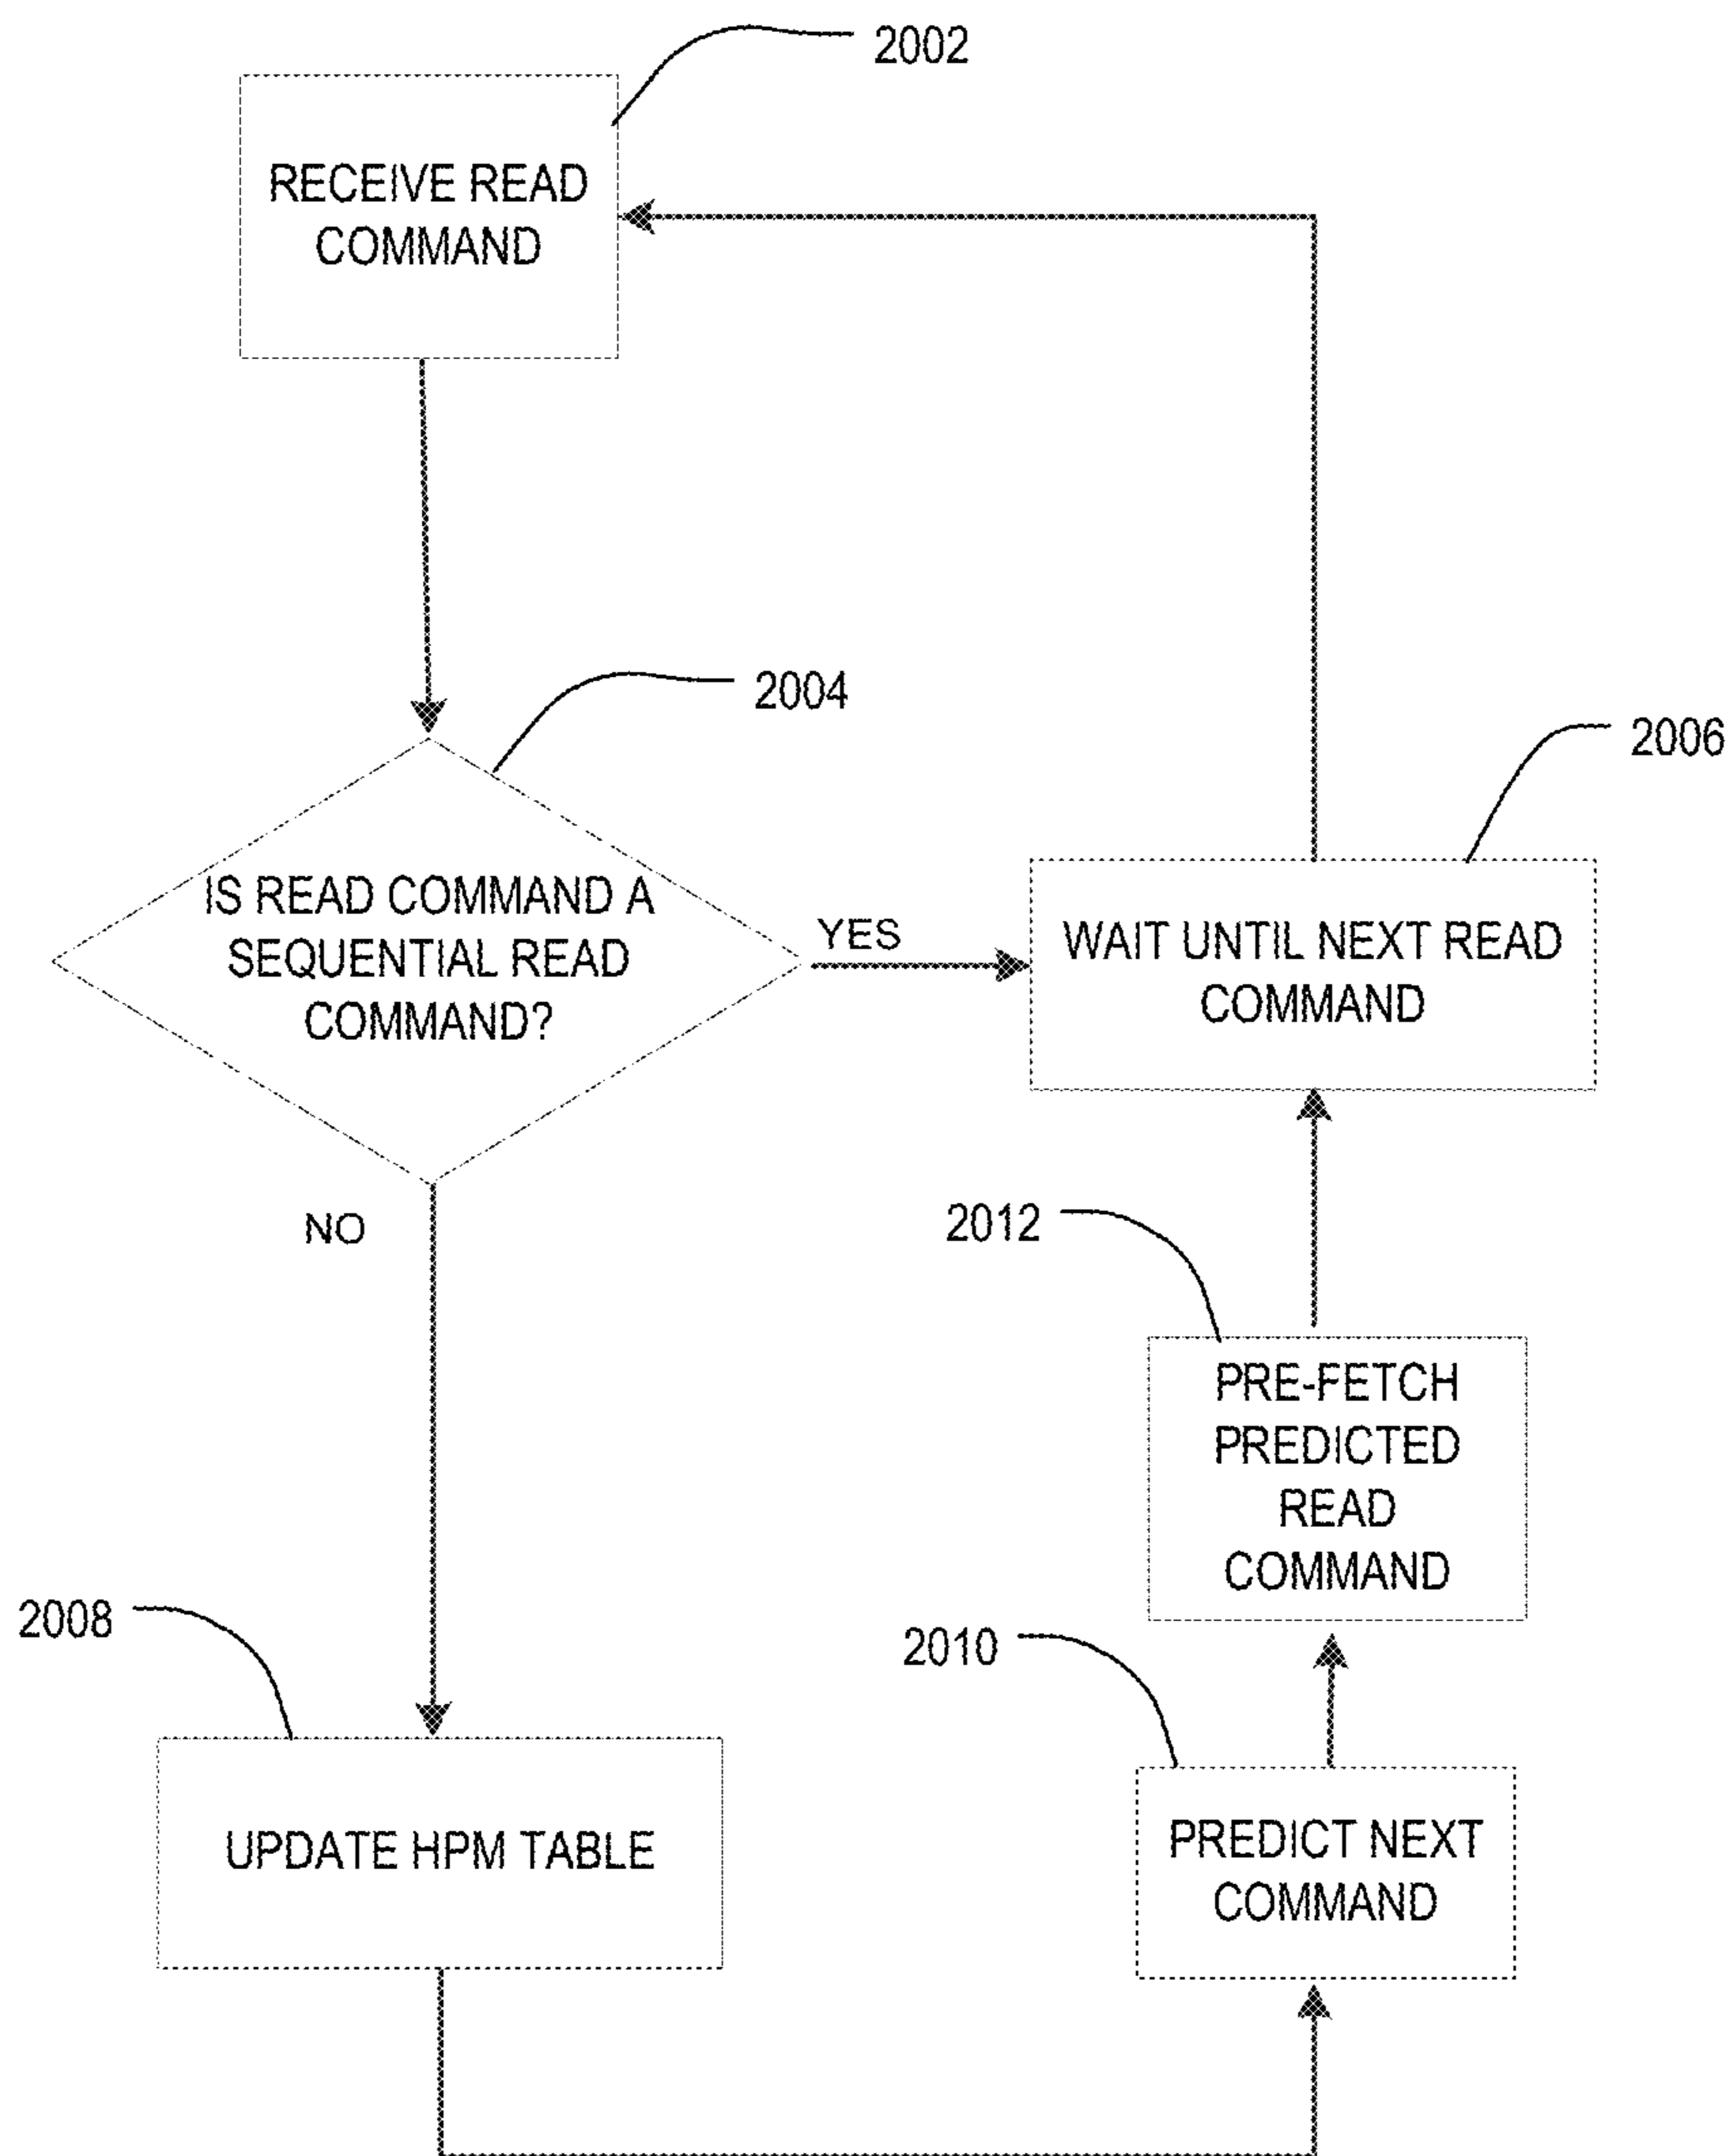 2002
RECEIVE READ
COMMAND
2004
IS READ COMMAND A
SEQUENTIAL READ
COMMAND?
YES
NO
2006
WAIT UNTIL NEXT READ
COMMAND
2012
PRE-FETCH
PREDICTED
READ
COMMAND
2008
UPDATE HPM TABLE
2010
PREDICT NEXT
COMMAND